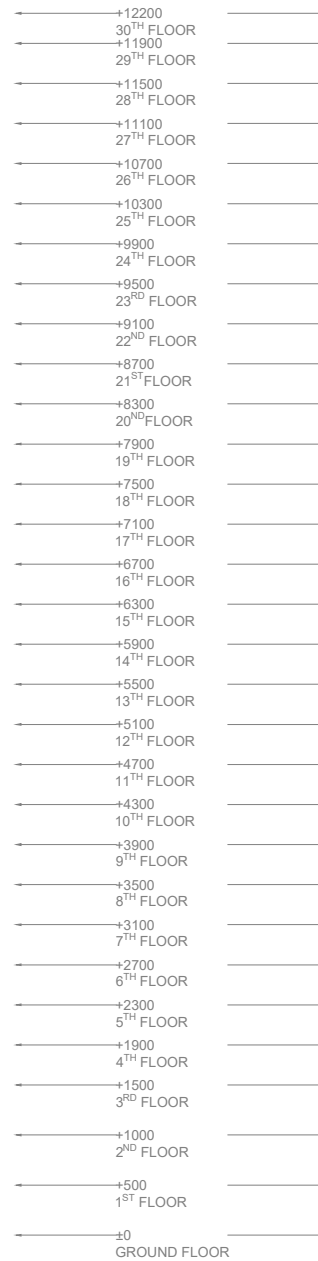 +12200
30TH FLOOR
+11900
29TH FLOOR
+11500
28TH FLOOR
+11100
27TH FLOOR
+10700
26TH FLOOR
+10300
25TH FLOOR
+9900
24TH FLOOR
+9500
23RD FLOOR
+9100
22ND FLOOR
+8700
21STFLOOR
+8300
20NDFLOOR
+7900
19TH FLOOR
+7500
18TH FLOOR
+7100
17TH FLOOR
+6700
16TH FLOOR
+6300
15TH FLOOR
+5900
14TH FLOOR
+5500
13TH FLOOR
+5100
12TH FLOOR
+4700
11TH FLOOR
+4300
10TH FLOOR
+3900
9TH FLOOR
+3500
8TH FLOOR
+3100
7TH FLOOR
+2700
6TH FLOOR
+2300
5TH FLOOR
+1900
4TH FLOOR
+1500
3RD FLOOR
+1000
2ND FLOOR
+500
1ST FLOOR
±0
GROUND FLOOR